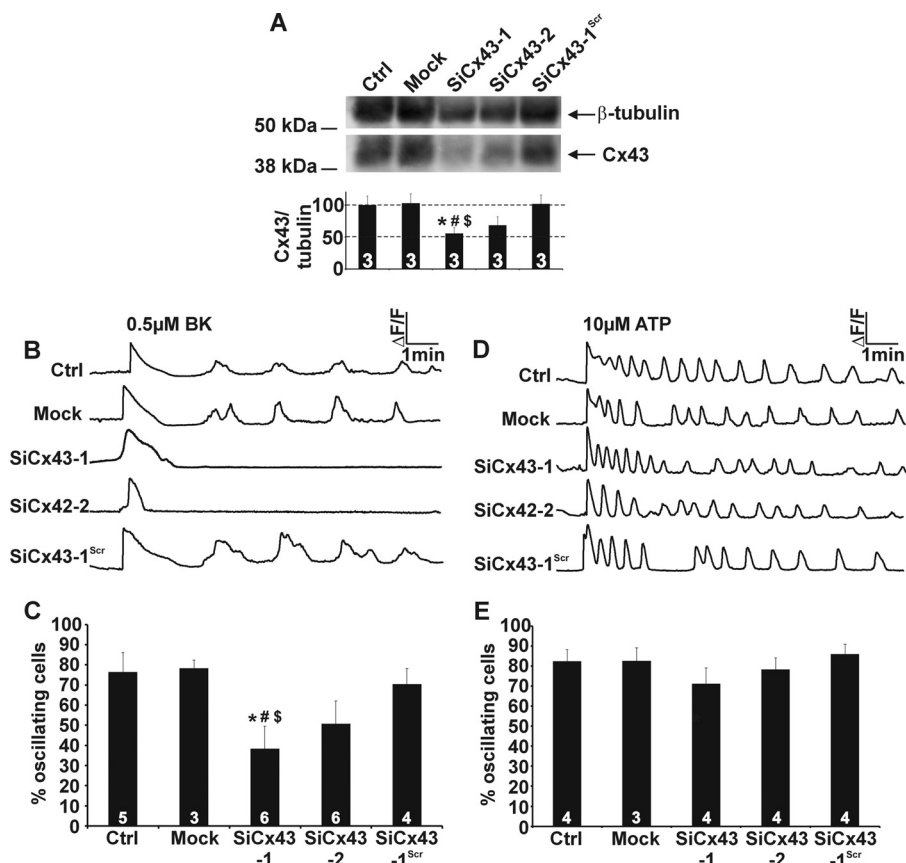 A
Ctrl
Mock
SiCx43-1
SiCx43-2
SiCx43-1Scr
50 kDa
β-tubulin
38 kDa
Cx43
Cx43/
tubulin
100
50
* # $
3 3 3 3 3
B
0.5μM BK
ΔF/F
1min
Ctrl
Mock
SiCx43-1
SiCx42-2
SiCx43-1Scr
D
10μM ATP
ΔF/F
1min
Ctrl
Mock
SiCx43-1
SiCx42-2
SiCx43-1Scr
C
% oscillating cells
100
90
80
70
60
50
40
30
20
10
0
* # $
5 3 6 6 4
Ctrl Mock SiCx43 SiCx43 SiCx43
-1 -2 -1Scr
E
% oscillating cells
100
90
80
70
60
50
40
30
20
10
0
4 3 4 4 4
Ctrl Mock SiCx43 SiCx43 SiCx43
-1 -2 -1Scr